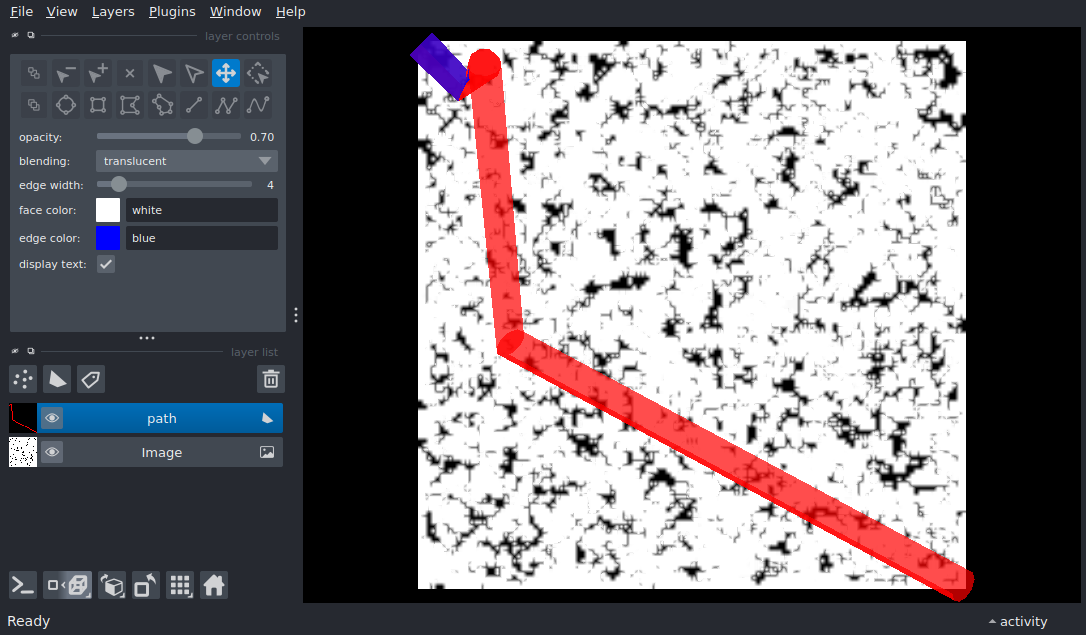 File View Layers Plugins Window Help
layer controls
opacity: 0.70
blending: translucent
edge width: 4
face color: white
edge color: blue
display text:
layer list
path
Image
Ready
activity